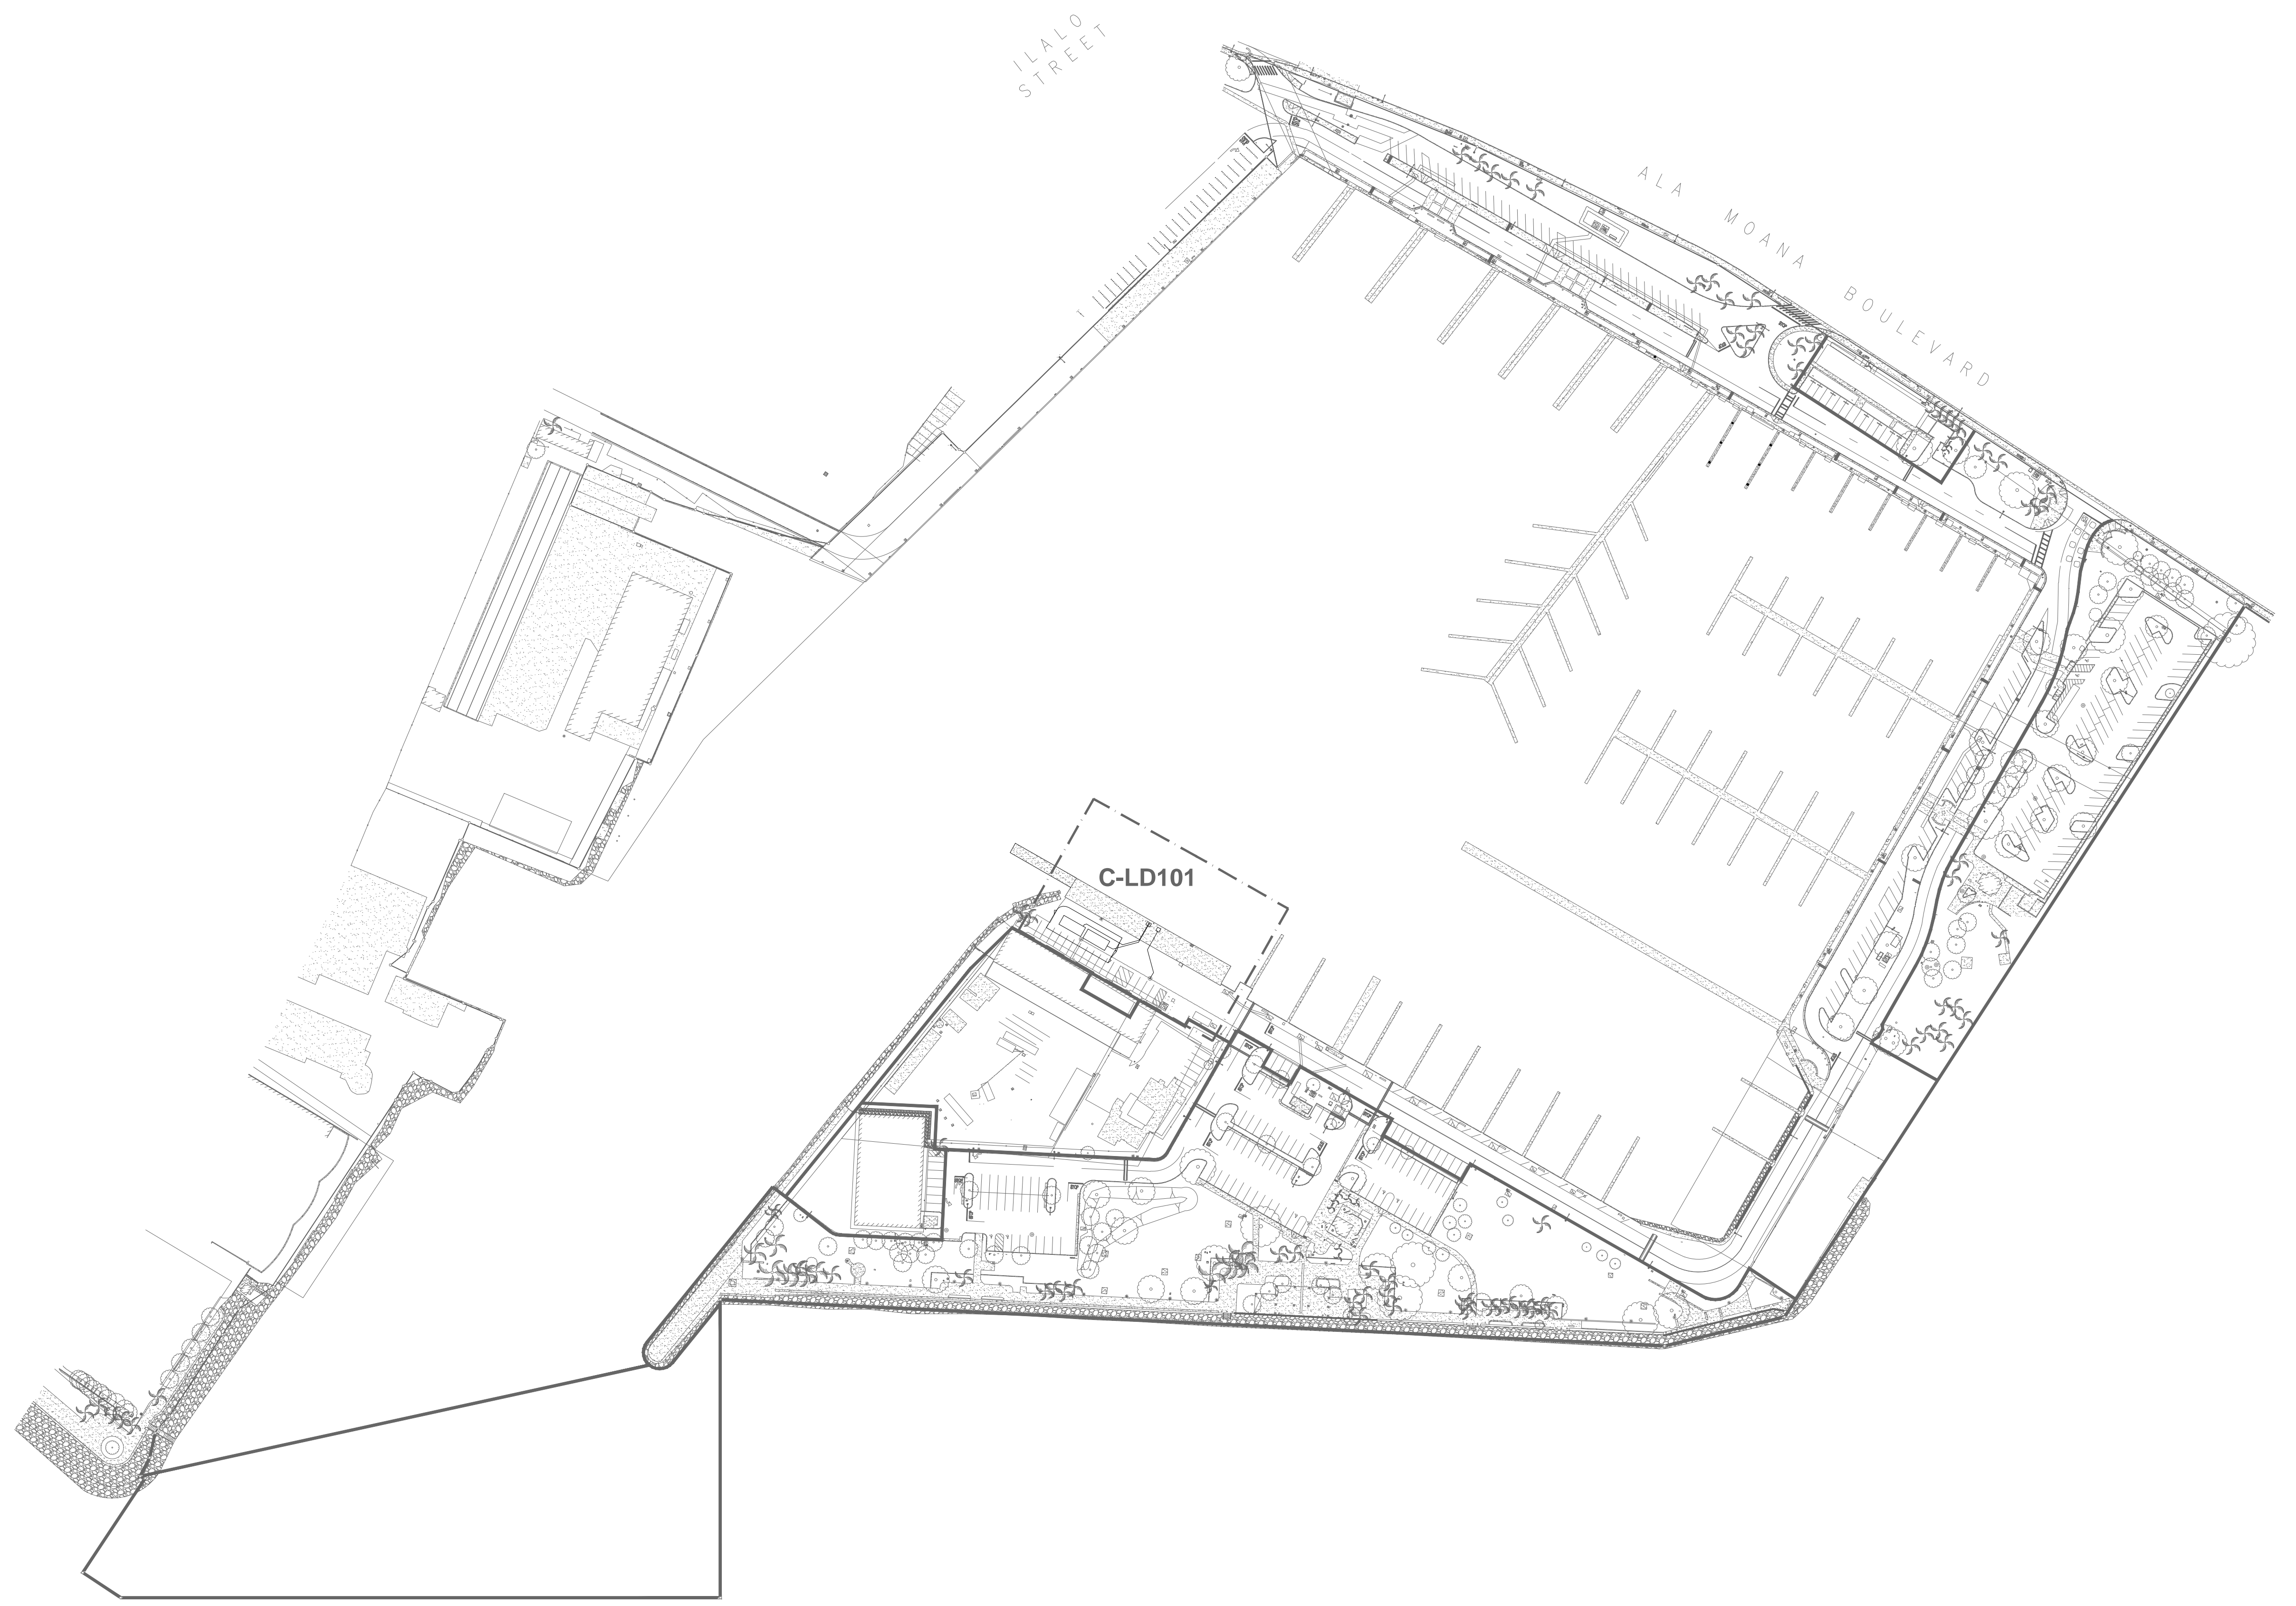 ILALO
STREET
ALA MOANA BOULEVARD
C-LD101